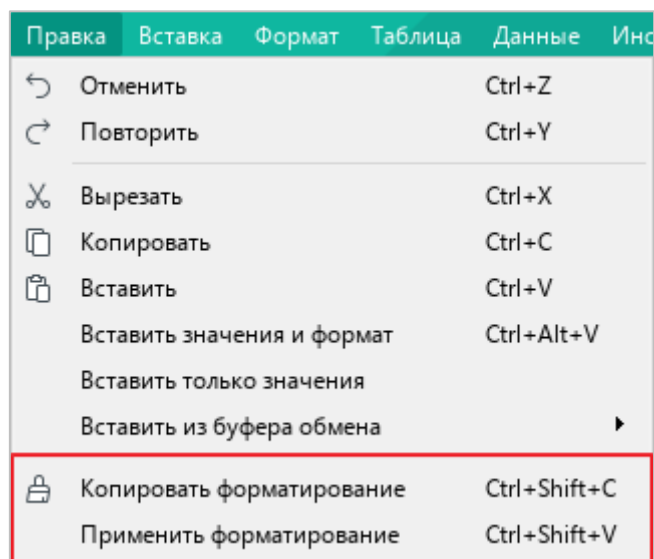 Правка Вставка Формат Таблица Данные Инс
Отменить Ctrl+Z
Повторить Ctrl+Y
Вырезать Ctrl+X
Копировать Ctrl+C
Вставить Ctrl+V
Вставить значения и формат Ctrl+Alt+V
Вставить только значения
Вставить из буфера обмена
Копировать форматирование Ctrl+Shift+C
Применить форматирование Ctrl+Shift+V